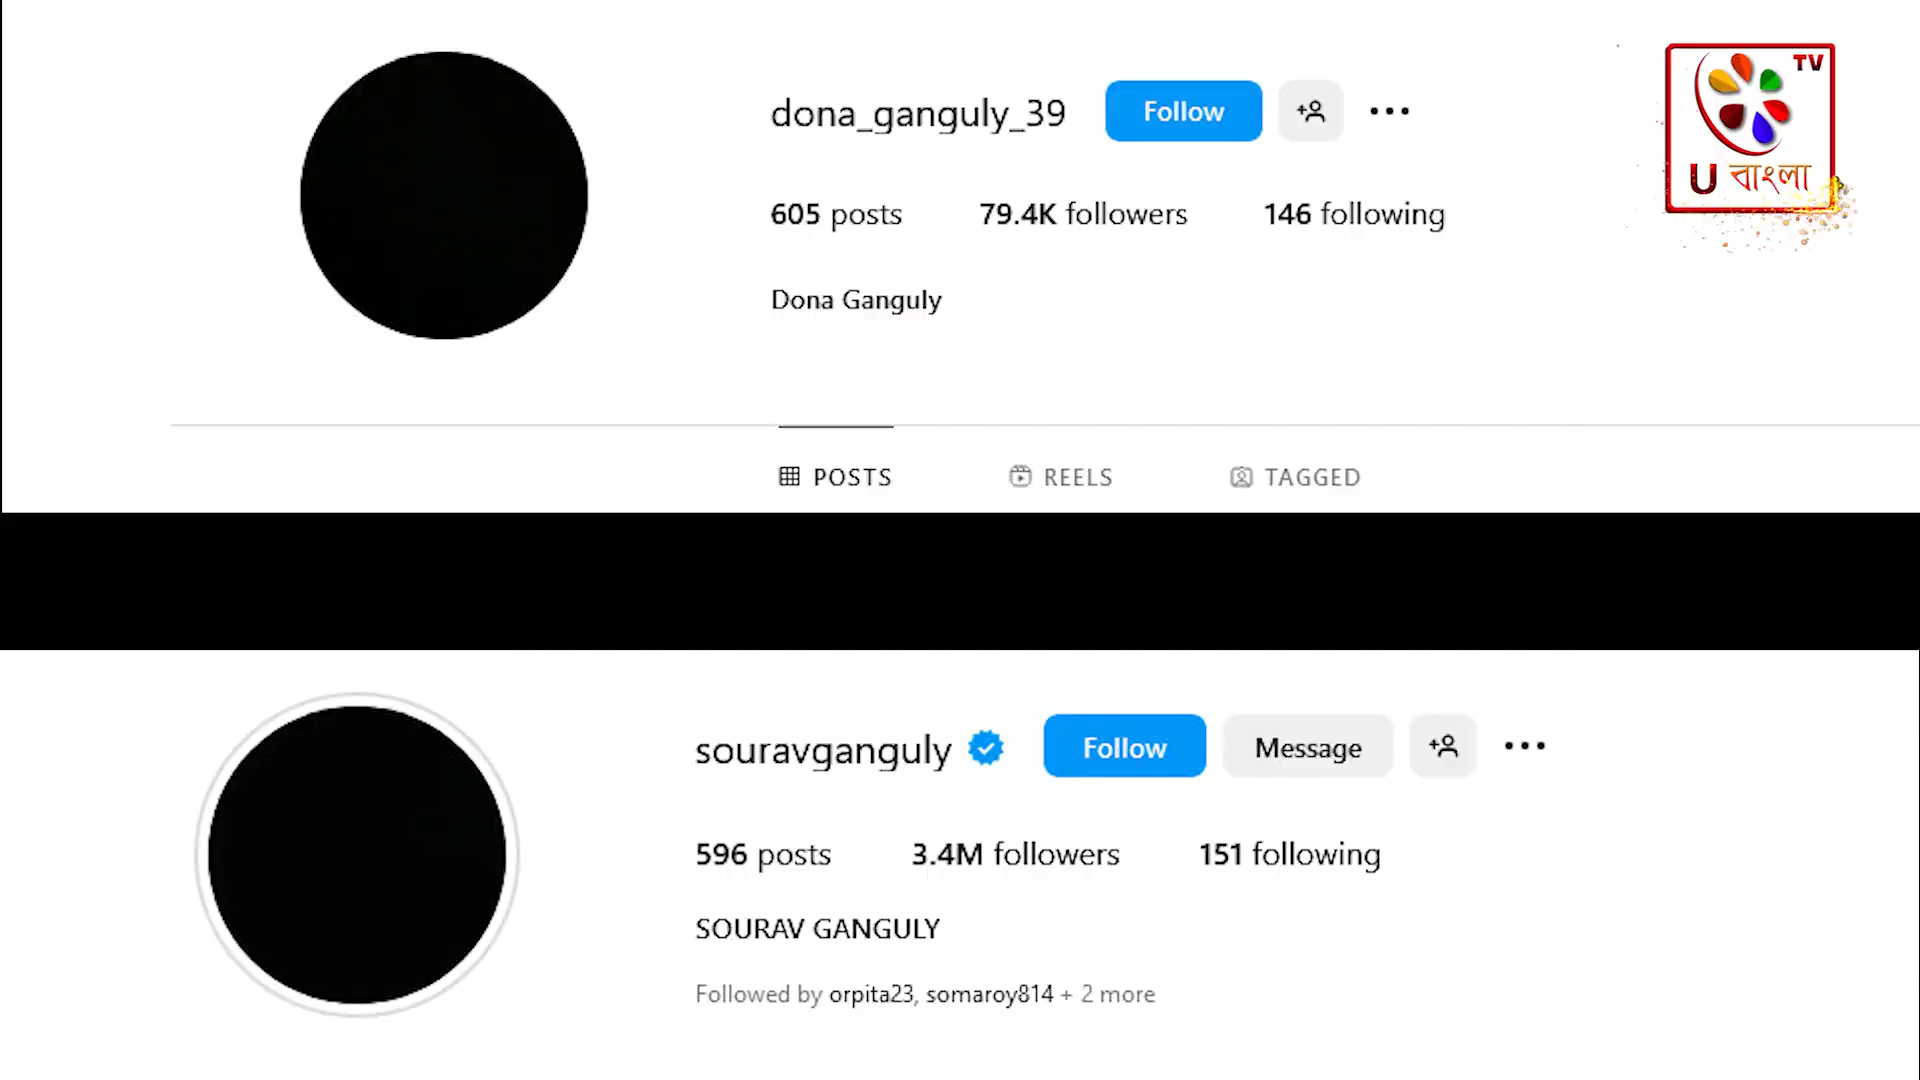 dona_ganguly_39 Follow
605 posts 79.4K followers 146 following
Dona Ganguly
POSTS REELS TAGGED
TV
U বাংলা
souravganguly Follow Message
596 posts 3.4M followers 151 following
SOURAV GANGULY
Followed by orpita23, somaroy814 + 2 more